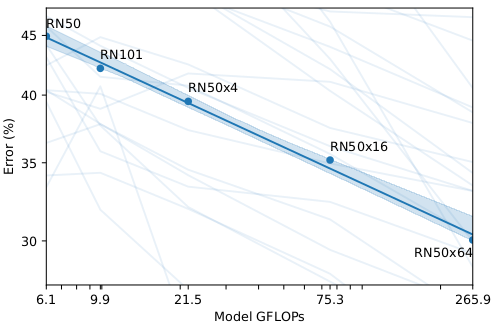 RN50
45
RN101
RN50x4
40
RN50x16
35
30
RN50x64
Error (%)
6.1 9.9 21.5 75.3 265.9
Model GFLOPs